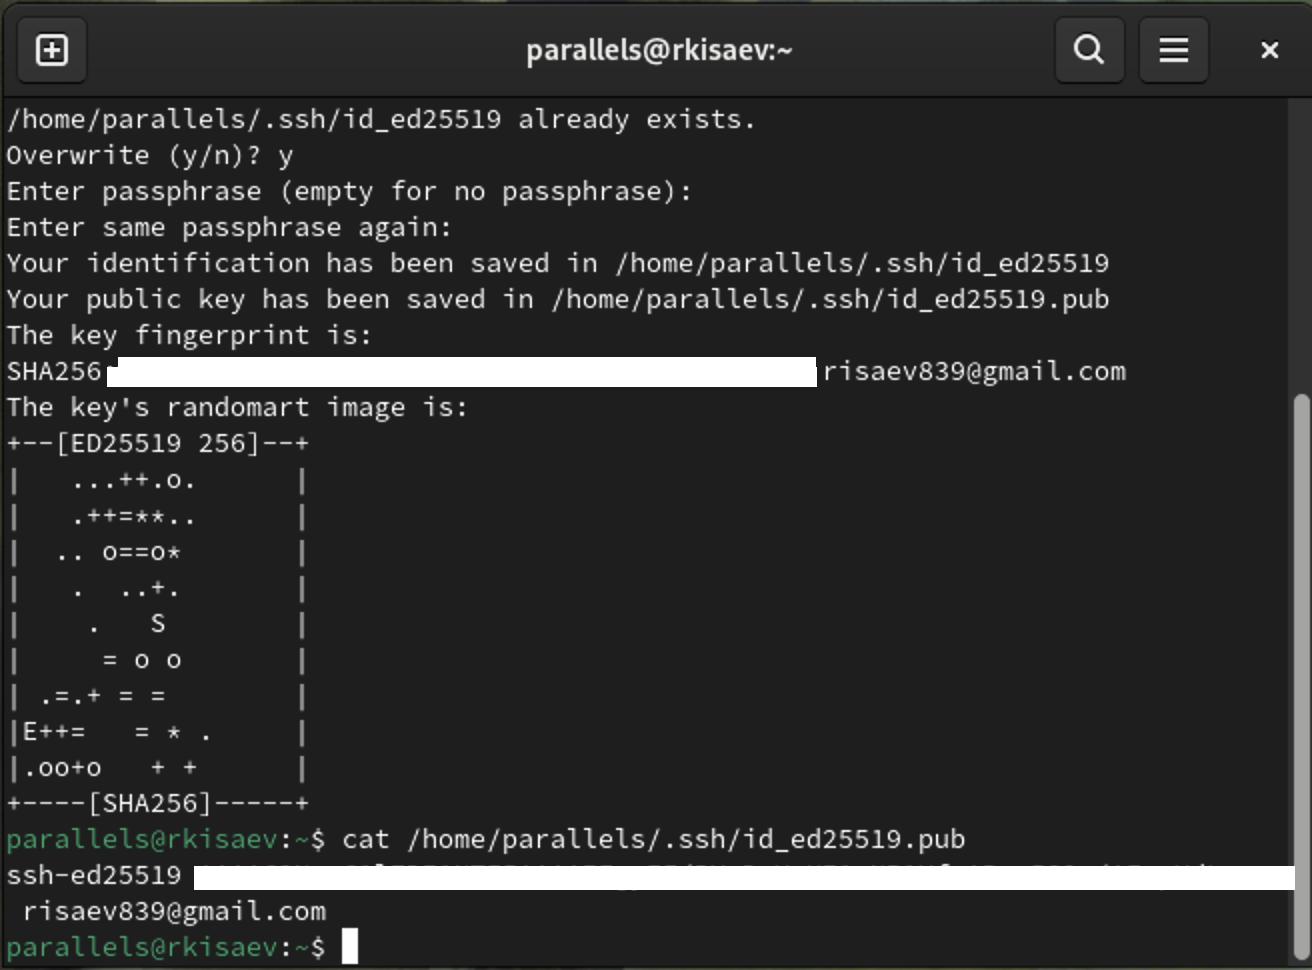 parallels@rkisaev:~
/home/parallels/.ssh/id_ed25519 already exists.
Overwrite (y/n)? y
Enter passphrase (empty for no passphrase):
Enter same passphrase again:
Your identification has been saved in /home/parallels/.ssh/id_ed25519
Your public key has been saved in /home/parallels/.ssh/id_ed25519.pub
The key fingerprint is:
SHA256 risaev839@gmail.com
The key's randomart image is:
+--[ED25519 256]--+
|    ...++.o.      |
|    .++=**..      |
|   .. o==o*       |
|    .  ..+.       |
|     .   S        |
|      = o o       |
|  .=.+ = =        |
|E++=   = * .      |
|.oo+o   + +       |
+----[SHA256]-----+
parallels@rkisaev:~$ cat /home/parallels/.ssh/id_ed25519.pub
ssh-ed25519
risaev839@gmail.com
parallels@rkisaev:~$